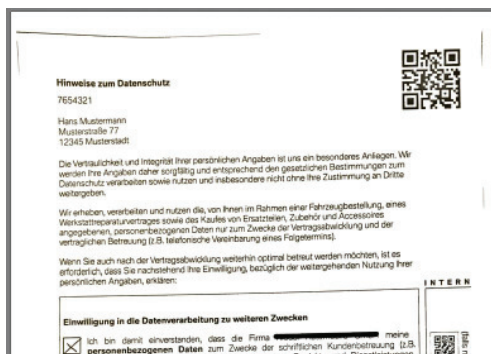 Hinweise zum Datenschutz
7654321
Hans Mustermann
Musterstraße 77
12345 Musterstadt
Die Vertraulichkeit und Integrität Ihrer persönlichen Angaben ist uns ein besonderes Anliegen. Wir
werden Ihre Angaben daher sorgfältig und entsprechend den gesetzlichen Bestimmungen zum
Datenschutz verarbeiten sowie nutzen und insbesondere nicht ohne Ihre Zustimmung an Dritte
weitergeben.
Wir erheben, verarbeiten und nutzen die, von Ihnen im Rahmen einer Fahrzeugbestellung, eines
Werkstattreparaturvertrages sowie des Kaufes von Ersatzteilen, Zubehör und Accessoires
angegebenen, personenbezogenen Daten nur zum Zwecke der Vertragsabwicklung und der
vertraglichen Betreuung (z.B. telefonische Vereinbarung eines Folgetermins).
Wenn Sie auch nach der Vertragsabwicklung weiterhin optimal betreut werden möchten, ist es
erforderlich, dass Sie nachstehend Ihre Einwilligung, bezüglich der weitergehenden Nutzung Ihrer
persönlichen Angaben, erklären:
INTERN
Einwilligung in die Datenverarbeitung zu weiteren Zwecken
Ich bin damit einverstanden, dass die Firma meine
personenbezogenen Daten zum Zwecke der schriftlichen Kundenbetreuung (z.B.